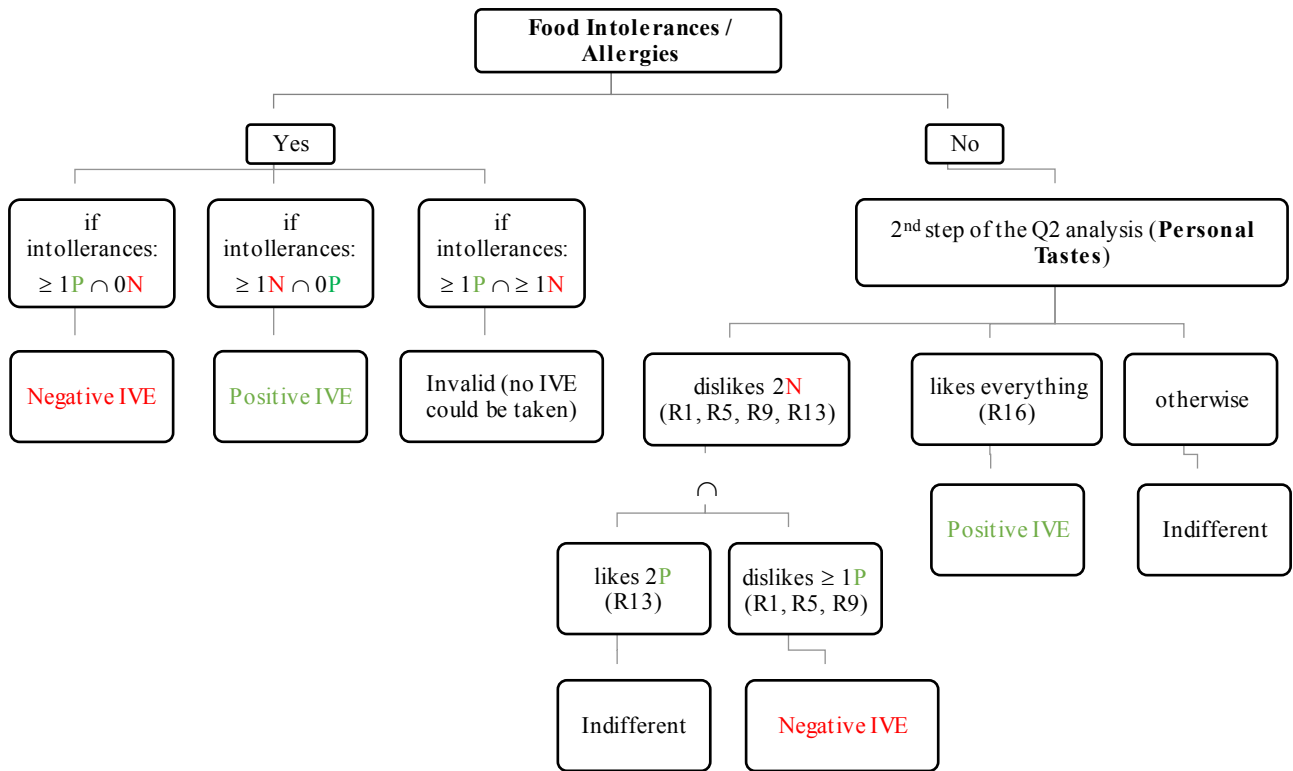 Food Intolerances /
Allergies
Yes
No
if
intollerances:
≥ 1P ∩ 0N
if
intollerances:
≥ 1N ∩ 0P
if
intollerances:
≥ 1P ∩ ≥ 1N
2nd step of the Q2 analysis (Personal
Tastes)
Negative IVE
Positive IVE
Invalid (no IVE
could be taken)
dislikes 2N
(R1, R5, R9, R13)
likes everything
(R16)
otherwise
∩
Positive IVE
Indifferent
likes 2P
(R13)
dislikes ≥ 1P
(R1, R5, R9)
Indifferent
Negative IVE